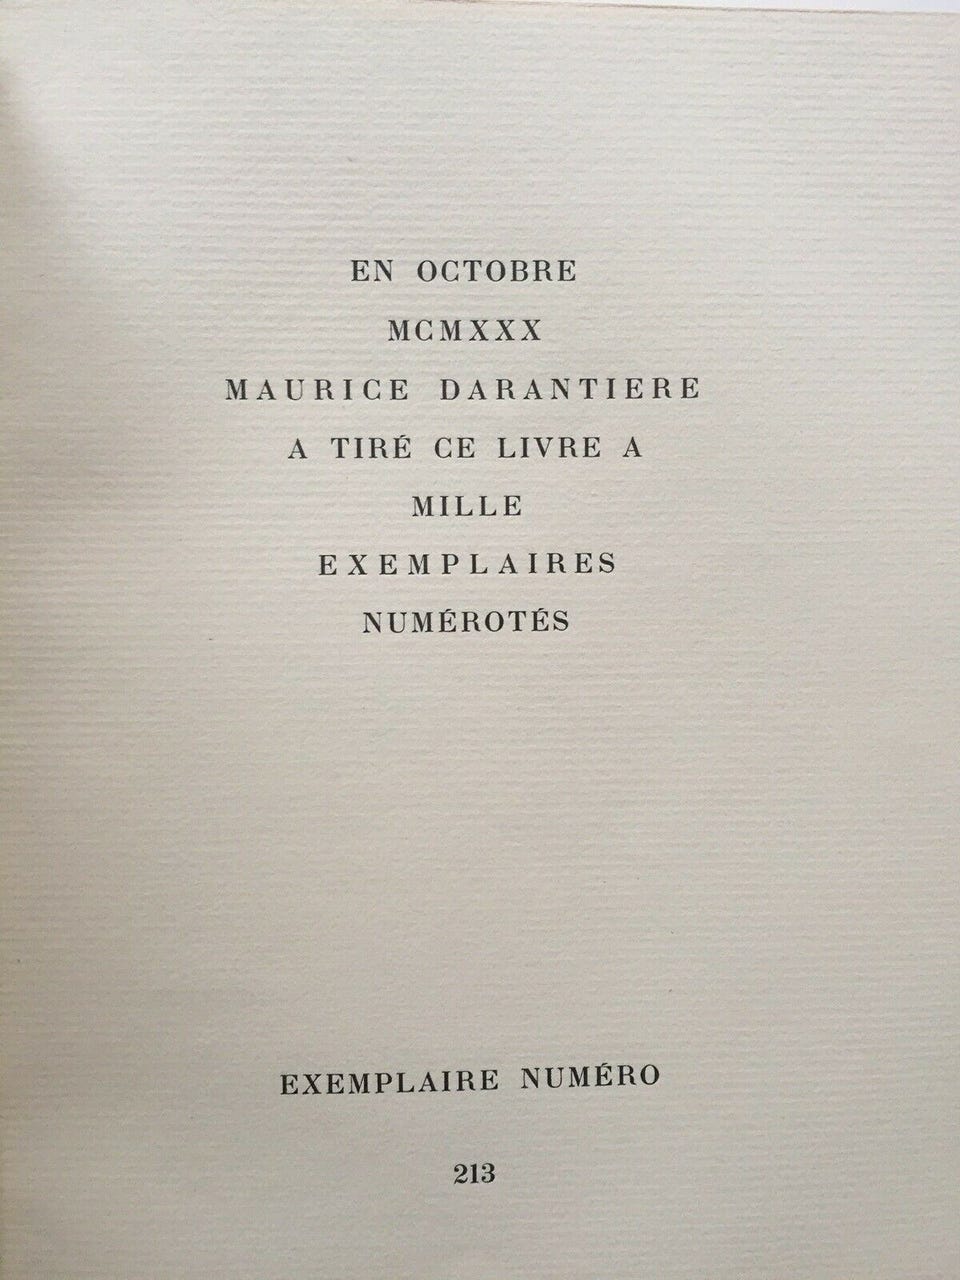 EN OCTOBRE
MCMXXX
MAURICE DARANTIERE
A TIRÉ CE LIVRE A
MILLE
EXEMPLAIRES
NUMÉROTÉS
EXEMPLAIRE NUMÉRO
213